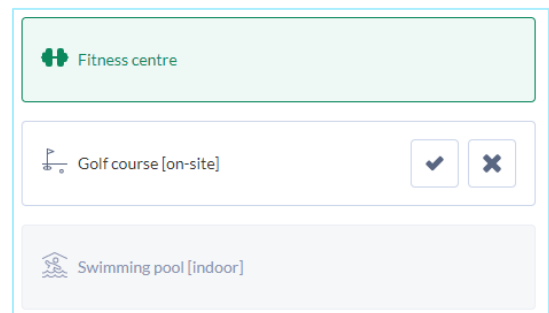 Fitness centre
Golf course [on-site]
Swimming pool [indoor]